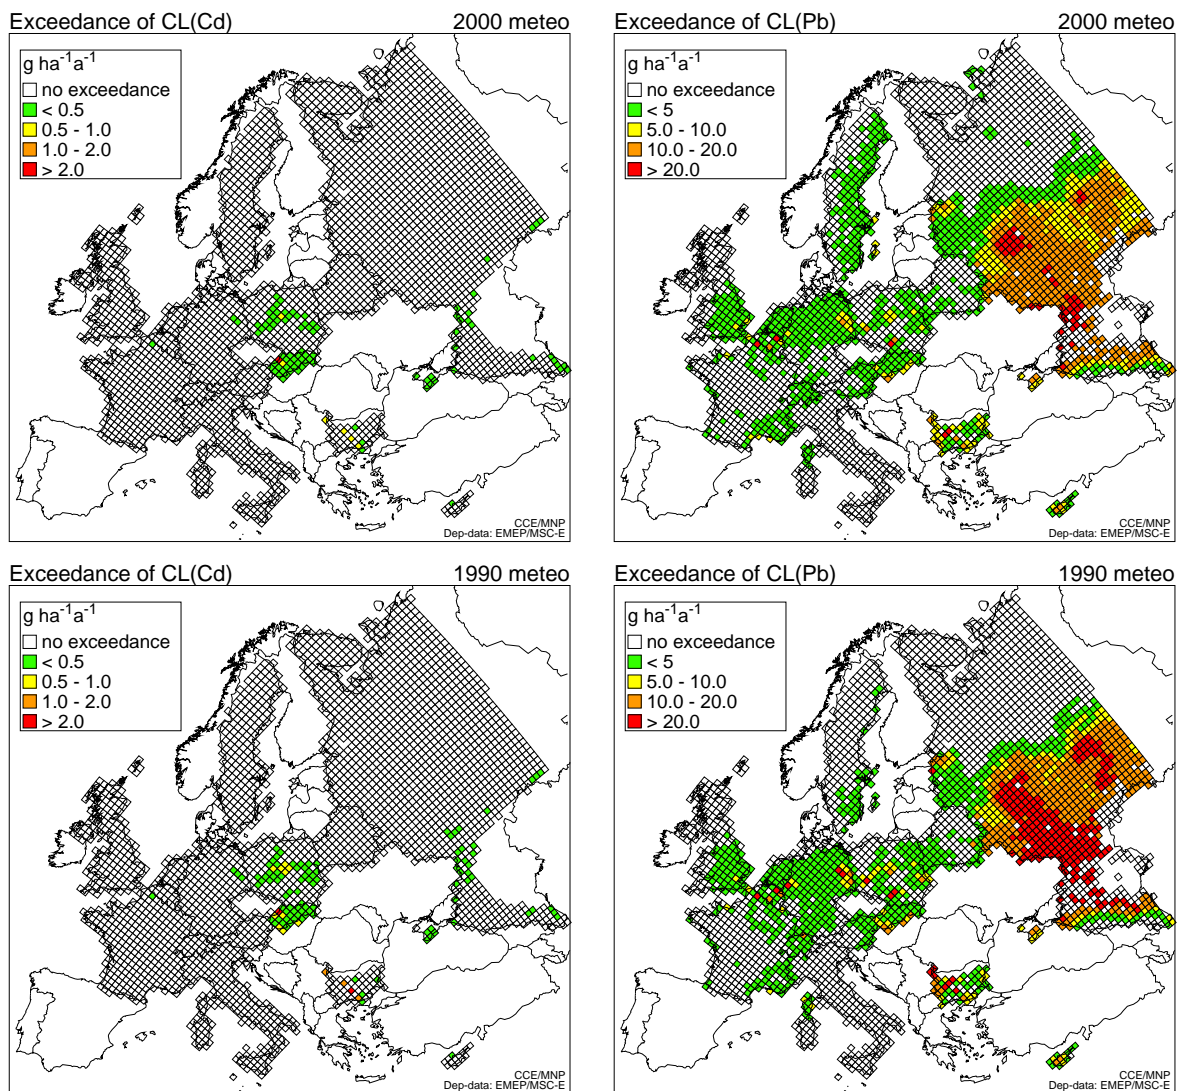 Exceedance of CL(Cd) 2000 meteo
g ha⁻¹a⁻¹
no exceedance
< 0.5
0.5 - 1.0
1.0 - 2.0
> 2.0
CCE/MNP
Dep-data: EMEP/MSC-E
Exceedance of CL(Pb) 2000 meteo
g ha⁻¹a⁻¹
no exceedance
< 5
5.0 - 10.0
10.0 - 20.0
> 20.0
CCE/MNP
Dep-data: EMEP/MSC-E
Exceedance of CL(Cd) 1990 meteo
g ha⁻¹a⁻¹
no exceedance
< 0.5
0.5 - 1.0
1.0 - 2.0
> 2.0
CCE/MNP
Dep-data: EMEP/MSC-E
Exceedance of CL(Pb) 1990 meteo
g ha⁻¹a⁻¹
no exceedance
< 5
5.0 - 10.0
10.0 - 20.0
> 20.0
CCE/MNP
Dep-data: EMEP/MSC-E